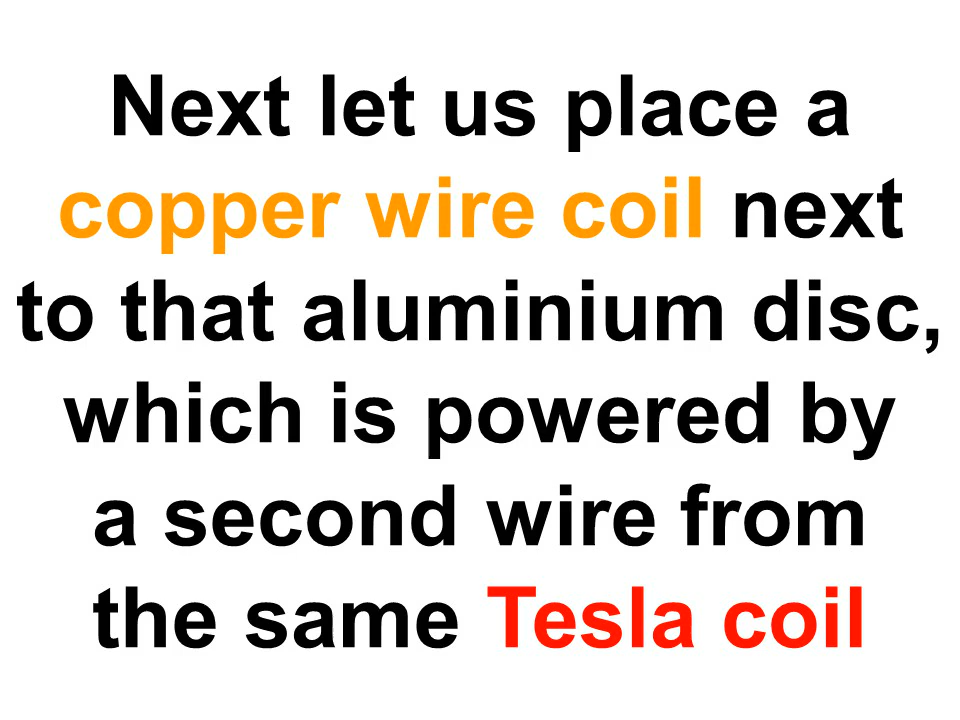 Next let us place a
copper wire coil next
to that aluminium disc,
which is powered by
a second wire from
the same Tesla coil